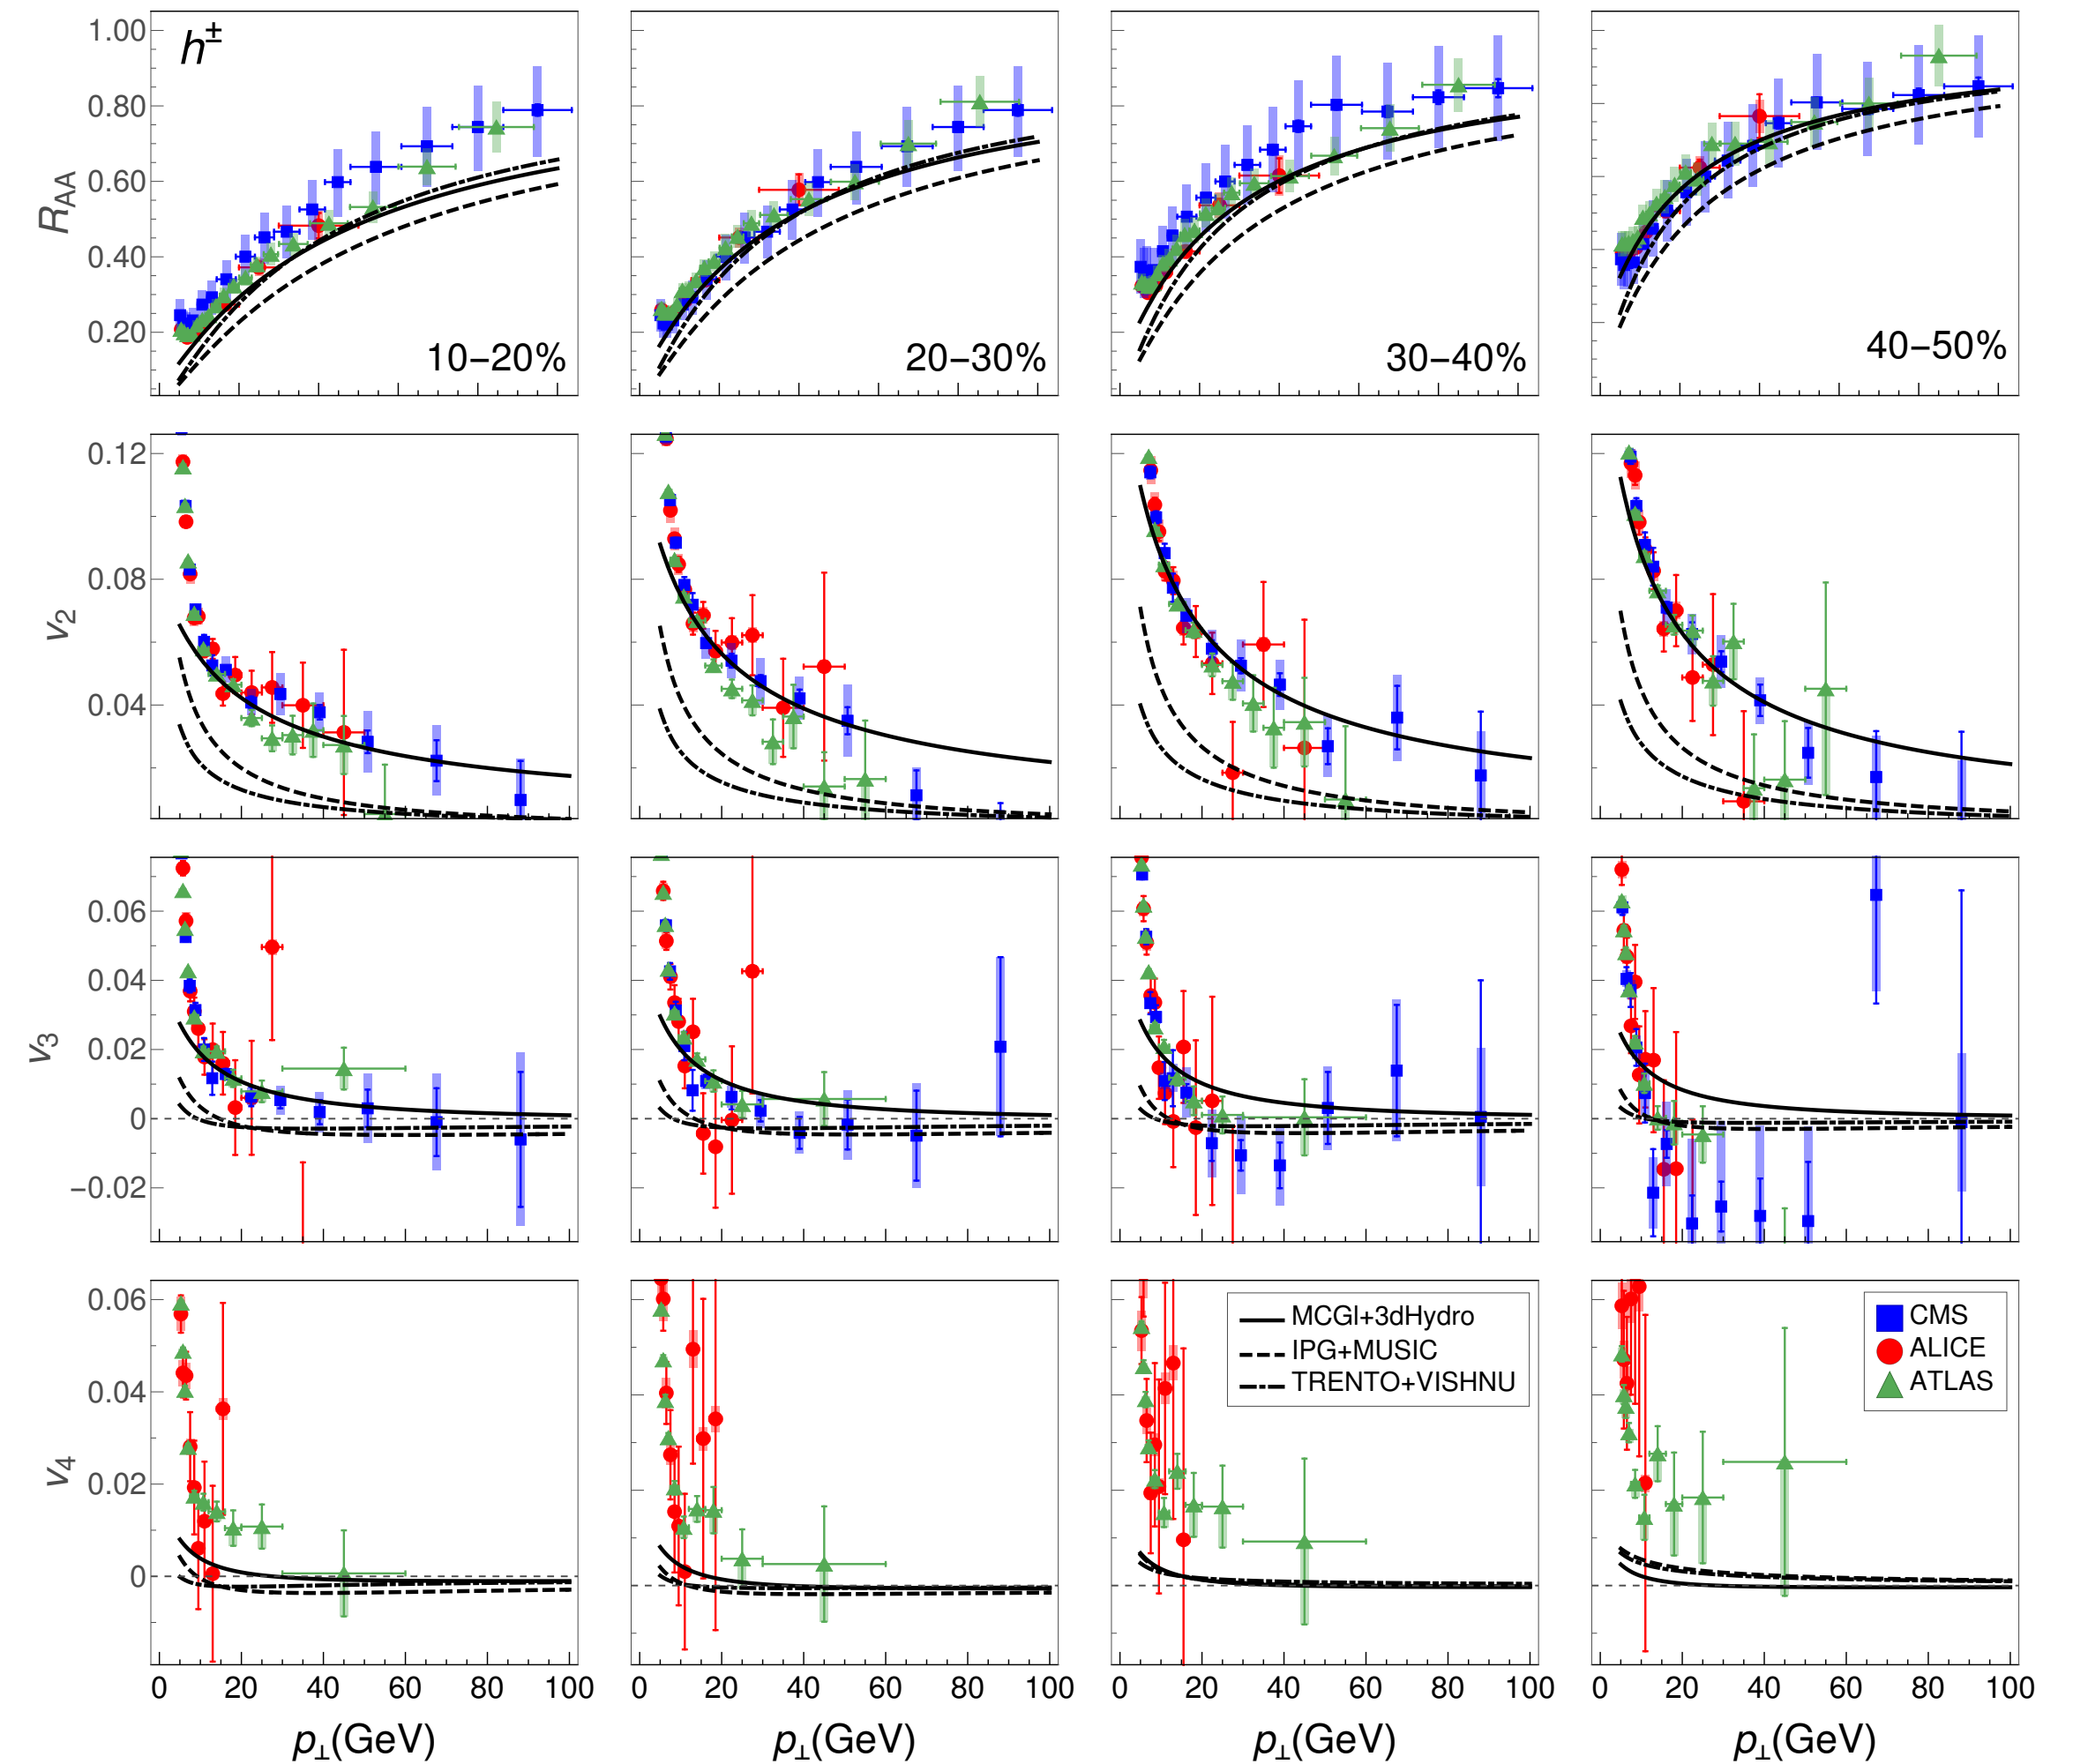 h±
1.00
0.80
0.60
0.40
0.20
R_AA
10−20%
20−30%
30−40%
40−50%
0.12
0.08
0.04
v_2
0.06
0.04
0.02
0
−0.02
v_3
0.06
0.04
0.02
0
v_4
MCGl+3dHydro
IPG+MUSIC
TRENTO+VISHNU
CMS
ALICE
ATLAS
0 20 40 60 80 100
0 20 40 60 80 100
0 20 40 60 80 100
0 20 40 60 80 100
p⊥(GeV)
p⊥(GeV)
p⊥(GeV)
p⊥(GeV)